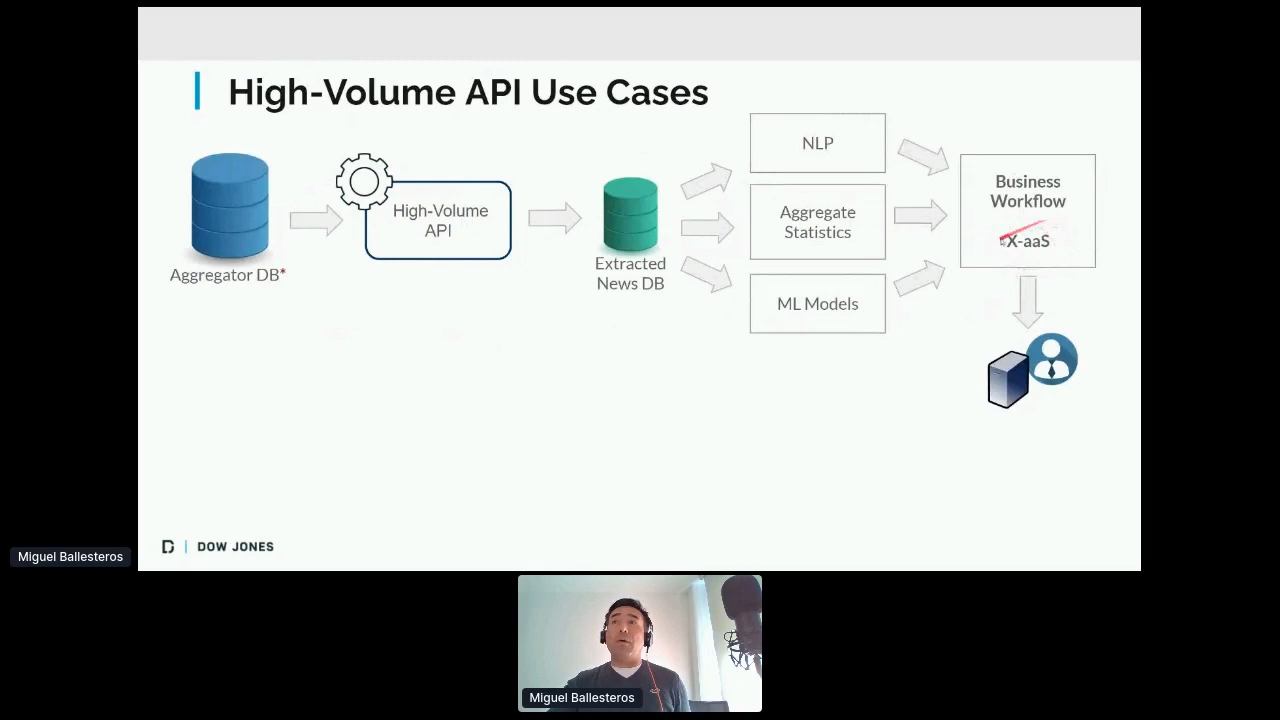 High-Volume API Use Cases
Aggregator DB*
High-Volume
API
Extracted
News DB
NLP
Aggregate
Statistics
ML Models
Business
Workflow
X-aaS
DOW JONES
Miguel Ballesteros
Miguel Ballesteros